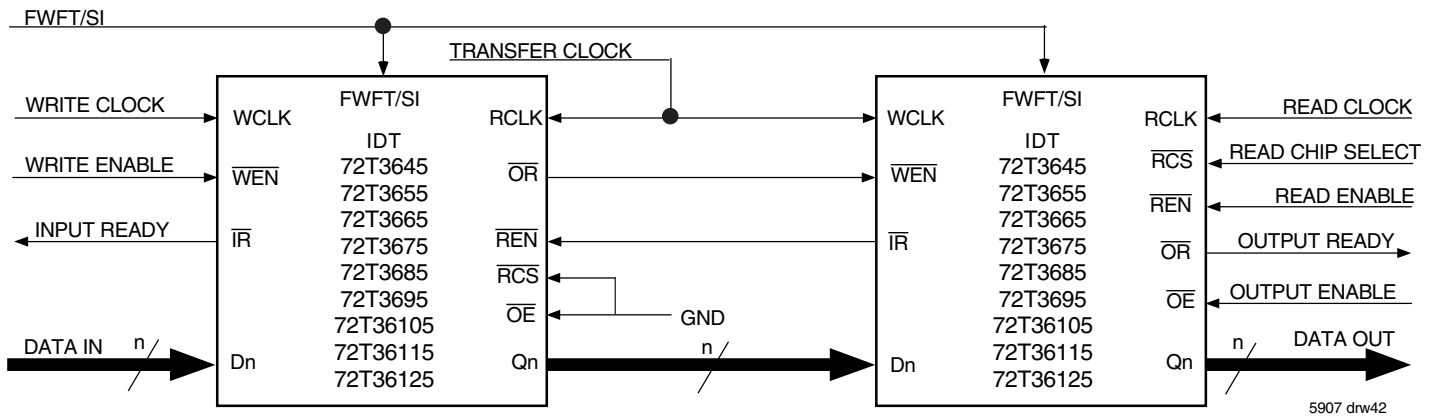 FWFT/SI
TRANSFER CLOCK
WRITE CLOCK
WRITE ENABLE
INPUT READY
DATA IN
n
FWFT/SI
WCLK
RCLK
IDT
72T3645
72T3655
72T3665
72T3675
72T3685
72T3695
72T36105
72T36115
72T36125
WEN
OR
IR
REN
RCS
OE
Dn
Qn
GND
n
FWFT/SI
WCLK
RCLK
IDT
72T3645
72T3655
72T3665
72T3675
72T3685
72T3695
72T36105
72T36115
72T36125
WEN
RCS
REN
IR
OR
OE
Dn
Qn
READ CLOCK
READ CHIP SELECT
READ ENABLE
OUTPUT READY
OUTPUT ENABLE
n
DATA OUT
5907 drw42